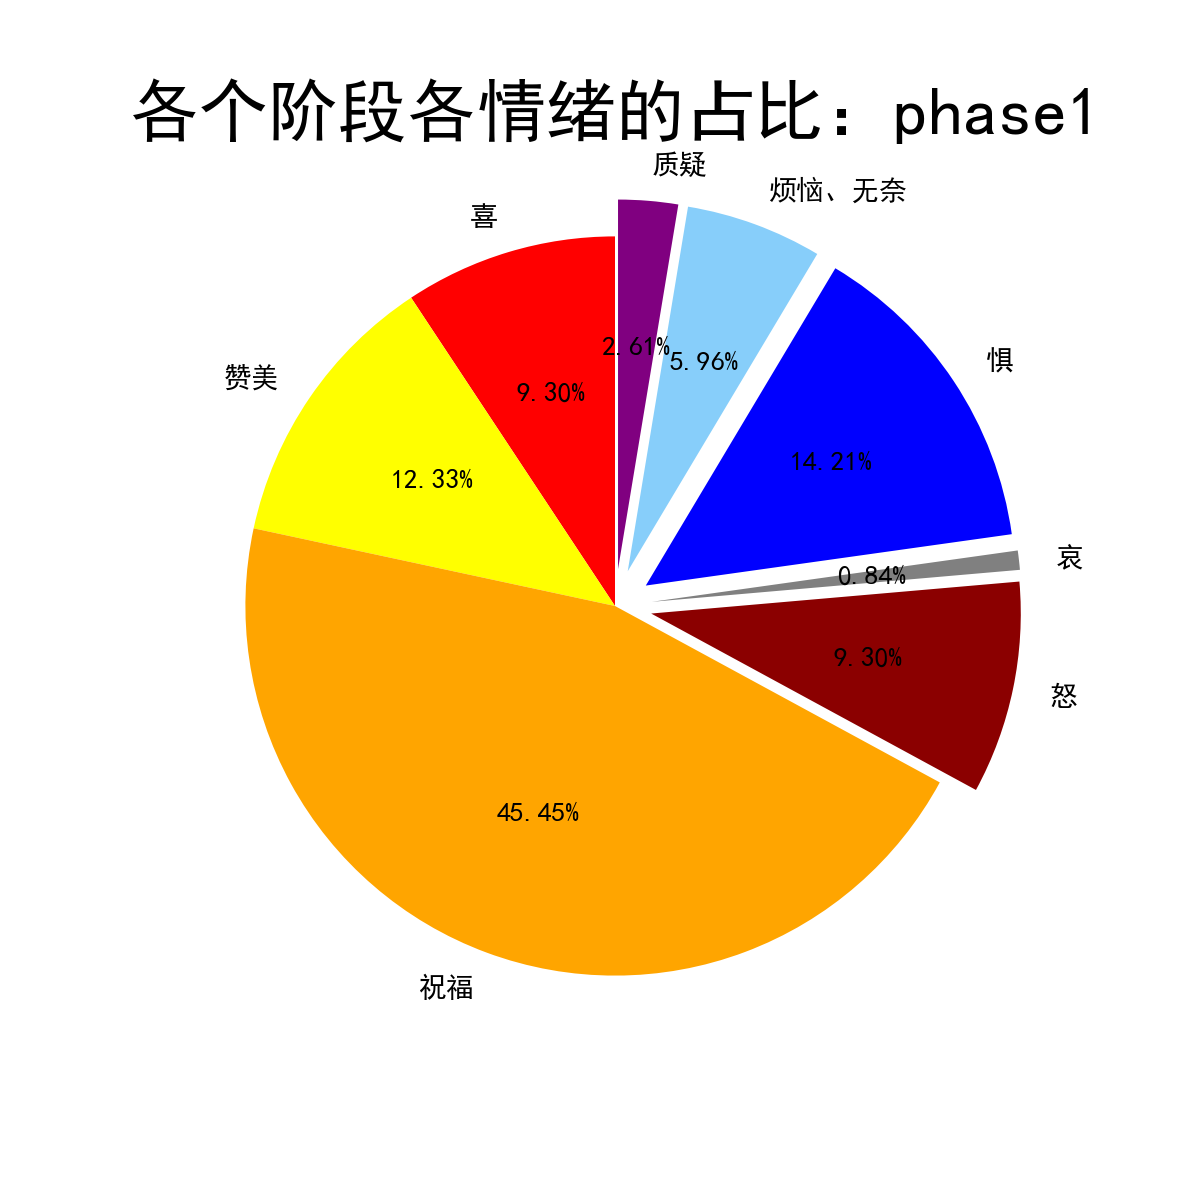 各个阶段各情绪的占比：phase1
质疑
烦恼、无奈
喜
惧
赞美
哀
怒
祝福
2.61%
5.96%
9.30%
14.21%
12.33%
0.84%
9.30%
45.45%